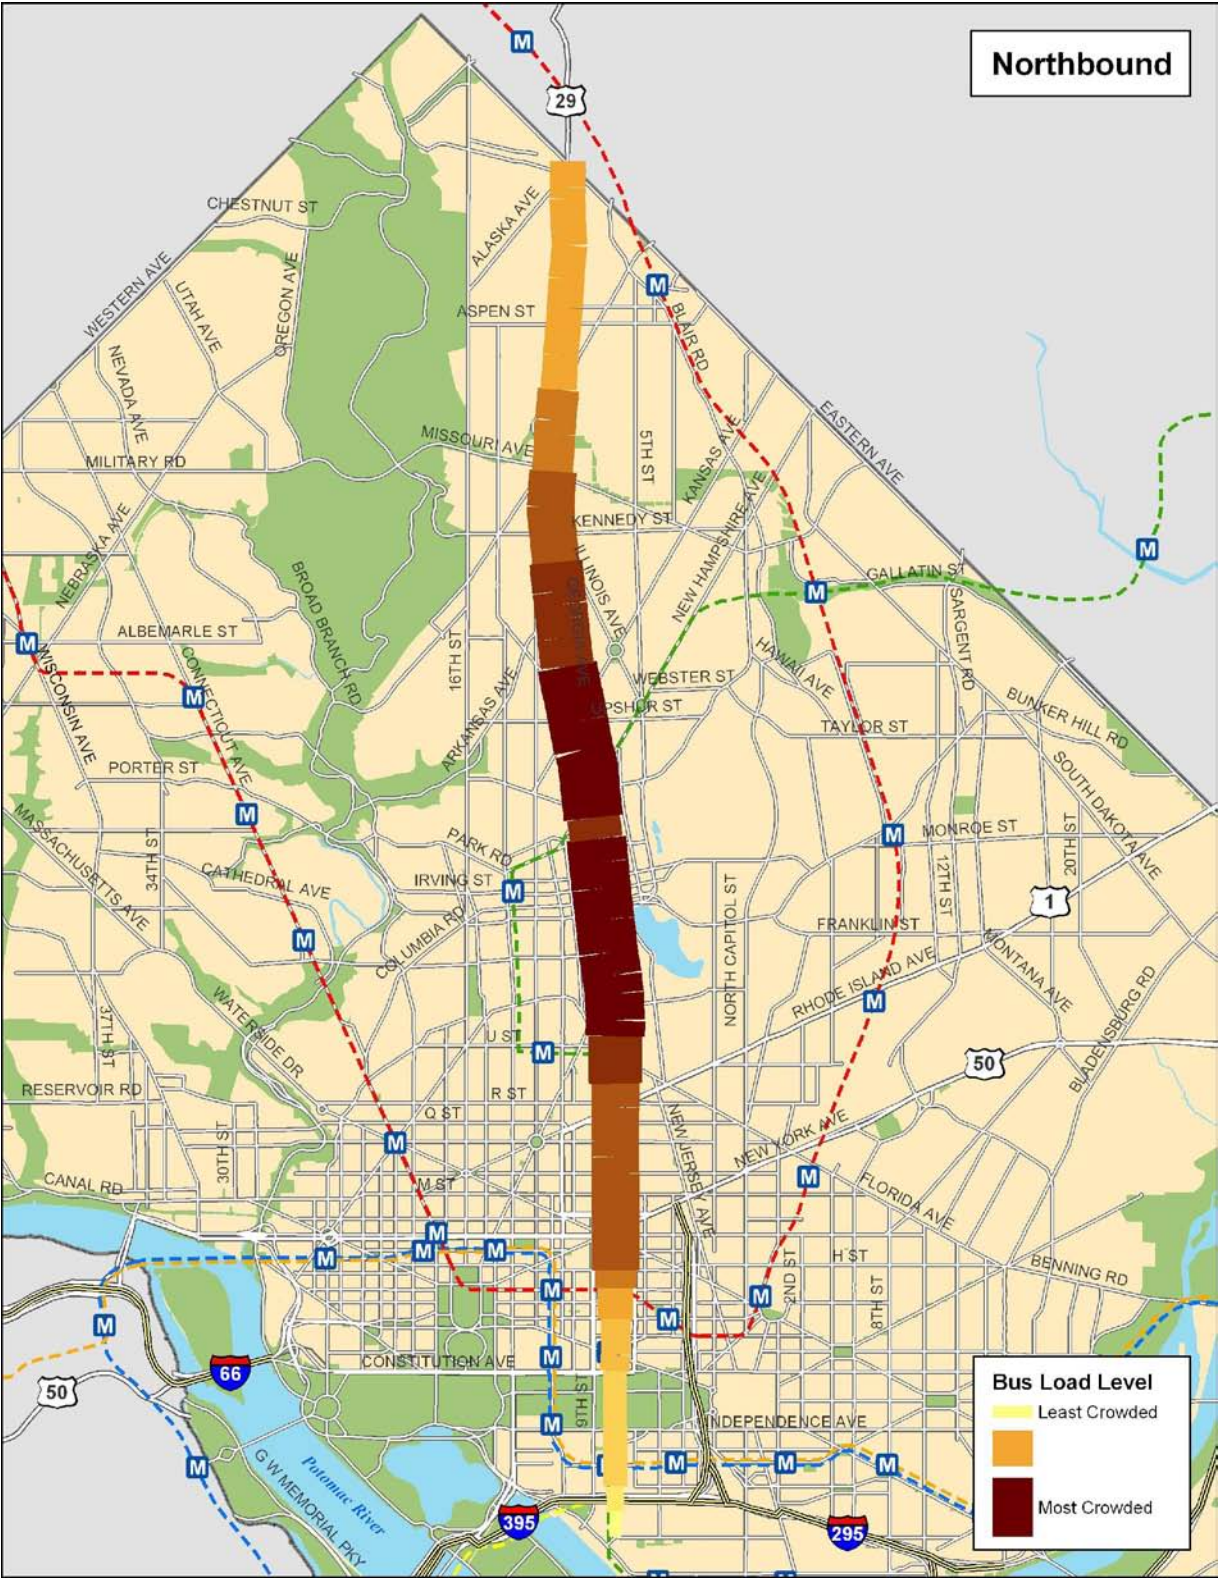 Northbound
M
29
CHESTNUT ST
ALASKA AVE
WESTERN AVE
UTAH AVE
OREGON AVE
M
ASPEN ST
BLAIR RD
NEVADA AVE
MISSOURI AVE
5TH ST
KANSAS AVE
EASTERN AVE
MILITARY RD
NEBRASKA AVE
KENNEDY ST
NEW HAMPSHIRE AVE
M
ILLINOIS AVE
GALLATIN ST
M
BROAD BRANCH RD
SARGENT RD
ALBEMARLE ST
M
WISCONSIN AVE
CONNECTICUT AVE
16TH ST
ARKANSAS AVE
HAWAII AVE
WEBSTER ST
M
UPSHUR ST
BUNKER HILL RD
TAYLOR ST
PORTER ST
SOUTH DAKOTA AVE
M
MASSACHUSETTS AVE
34TH ST
PARK RD
M
MONROE ST
20TH ST
CATHEDRAL AVE
IRVING ST
M
12TH ST
1
NORTH CAPITOL ST
COLUMBIA RD
M
FRANKLIN ST
MONTANA AVE
RHODE ISLAND AVE
M
WATERSIDE DR
37TH ST
U ST
M
BLADENSBURG RD
50
RESERVOIR RD
R ST
Q ST
NEW JERSEY AVE
NEW YORK AVE
M
30TH ST
M
CANAL RD
M ST
FLORIDA AVE
M
M
M
M
H ST
BENNING RD
2ND ST
8TH ST
M
M
M
M
M
CONSTITUTION AVE
66
50
9TH ST
INDEPENDENCE AVE
M
M
M
M
M
G W MEMORIAL PKY
Potomac River
395
295
Bus Load Level
Least Crowded
Most Crowded